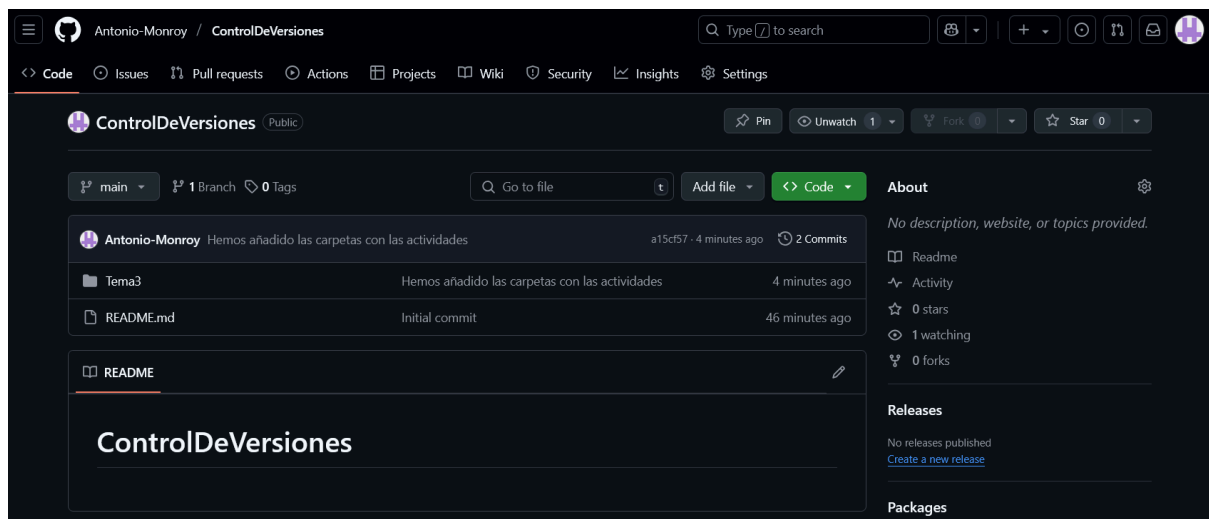 Antonio-Monroy / ControlDeVersiones
Type / to search
Code Issues Pull requests Actions Projects Wiki Security Insights Settings
ControlDeVersiones Public
Pin Unwatch 1 Fork 0 Star 0
main 1 Branch 0 Tags
Go to file t
Add file Code
Antonio-Monroy Hemos añadido las carpetas con las actividades a15cf57 · 4 minutes ago 2 Commits
Tema3 Hemos añadido las carpetas con las actividades 4 minutes ago
README.md Initial commit 46 minutes ago
README
ControlDeVersiones
About
No description, website, or topics provided.
Readme
Activity
0 stars
1 watching
0 forks
Releases
No releases published
Create a new release
Packages